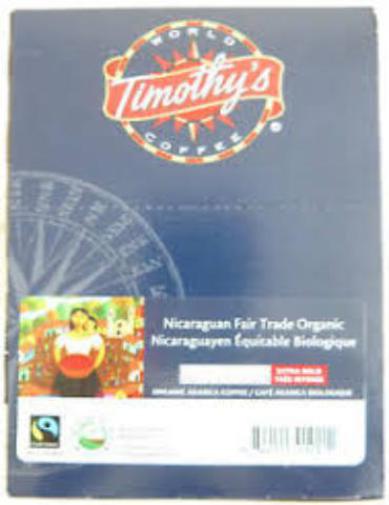 WORLD
Timothy's
COFFEE
®
Nicaraguan Fair Trade Organic
Nicaraguayen Équitable Biologique
EXTRA BOLD
TRÈS INTENSE
ORGANIC ARABICA COFFEE / CAFÉ ARABICA BIOLOGIQUE